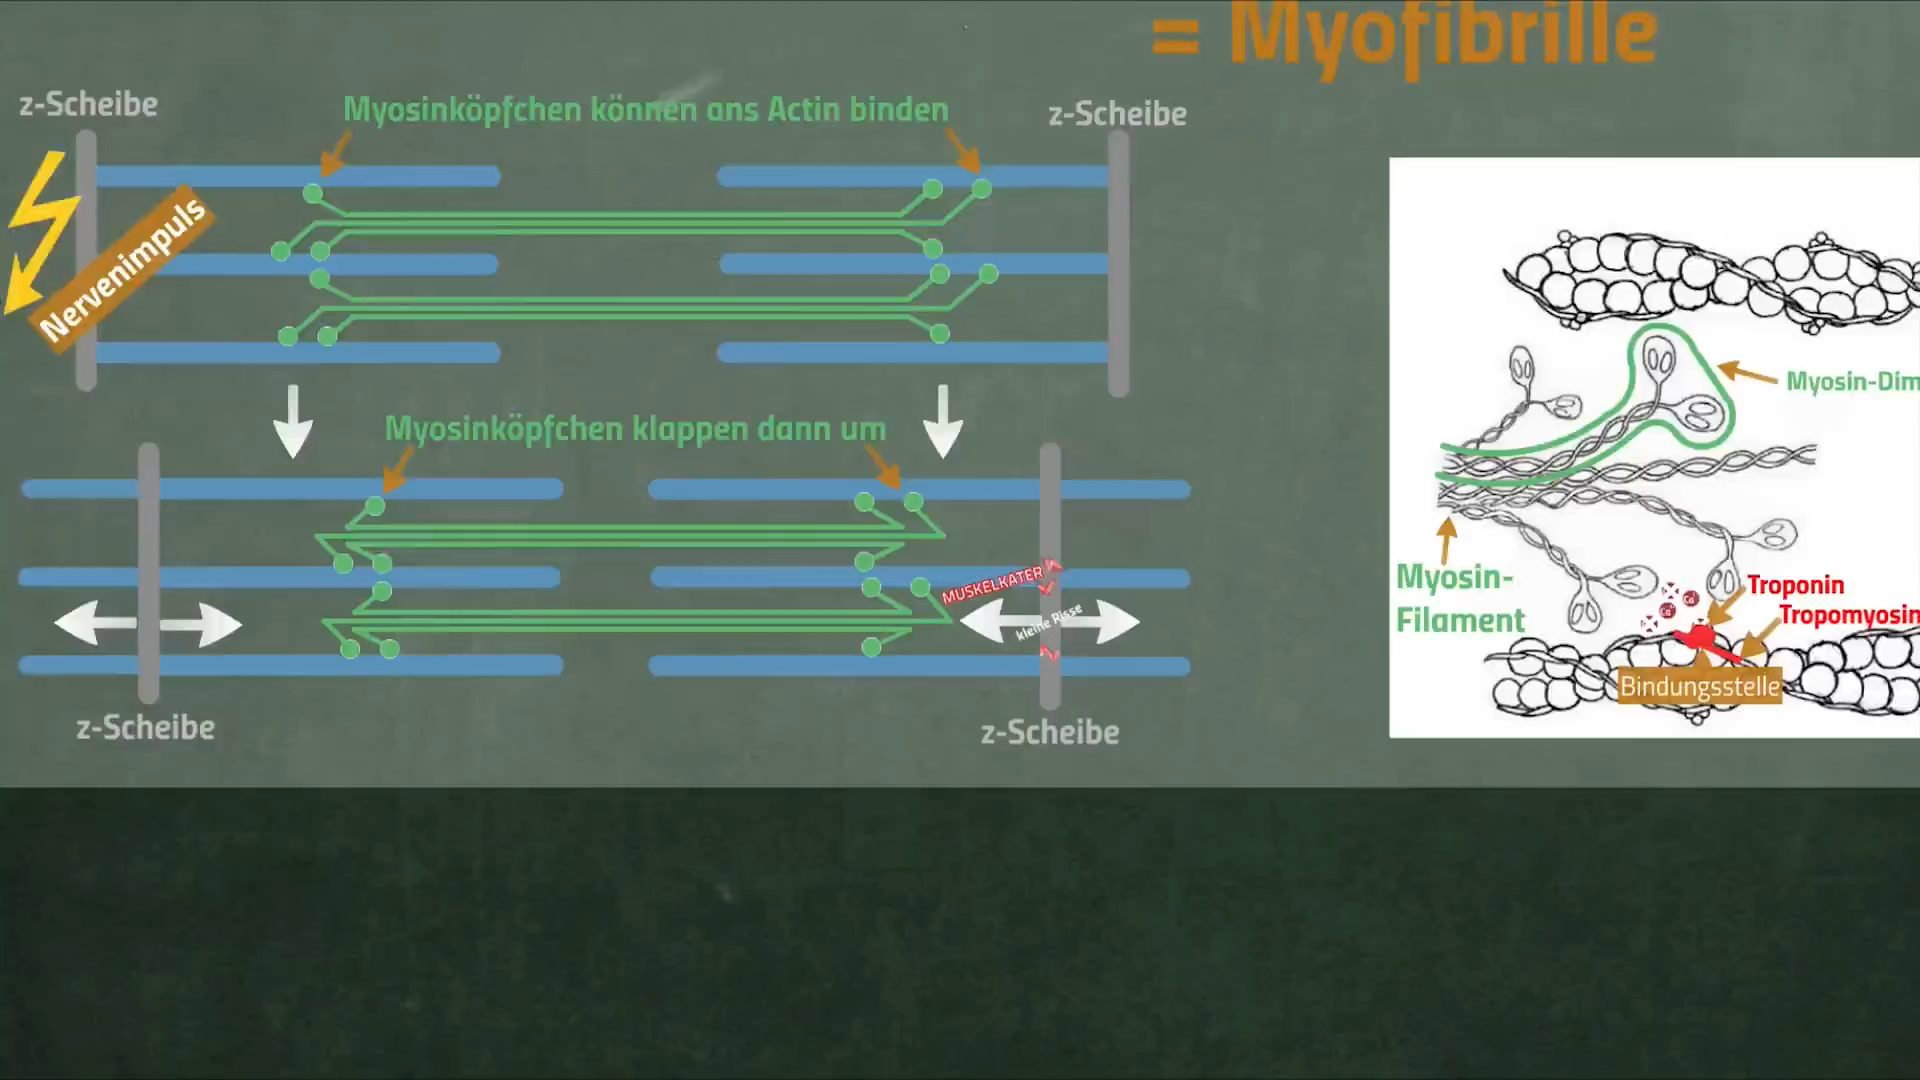 = Myofibrille
z-Scheibe
Myosinköpfchen können ans Actin binden
z-Scheibe
Nervenimpuls
Myosin-Dim
Myosinköpfchen klappen dann um
MUSKELKATER
kleine Risse
Myosin-
Filament
Troponin
Tropomyosin
Bindungsstelle
z-Scheibe
z-Scheibe